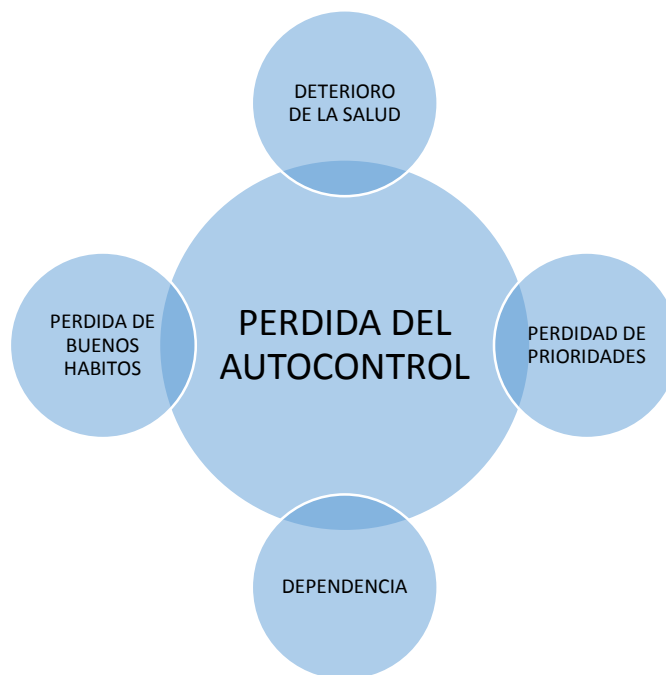 DETERIORO
DE LA SALUD
PERDIDA DE
BUENOS
HABITOS
PERDIDA DEL
AUTOCONTROL
PERDIDAD DE
PRIORIDADES
DEPENDENCIA